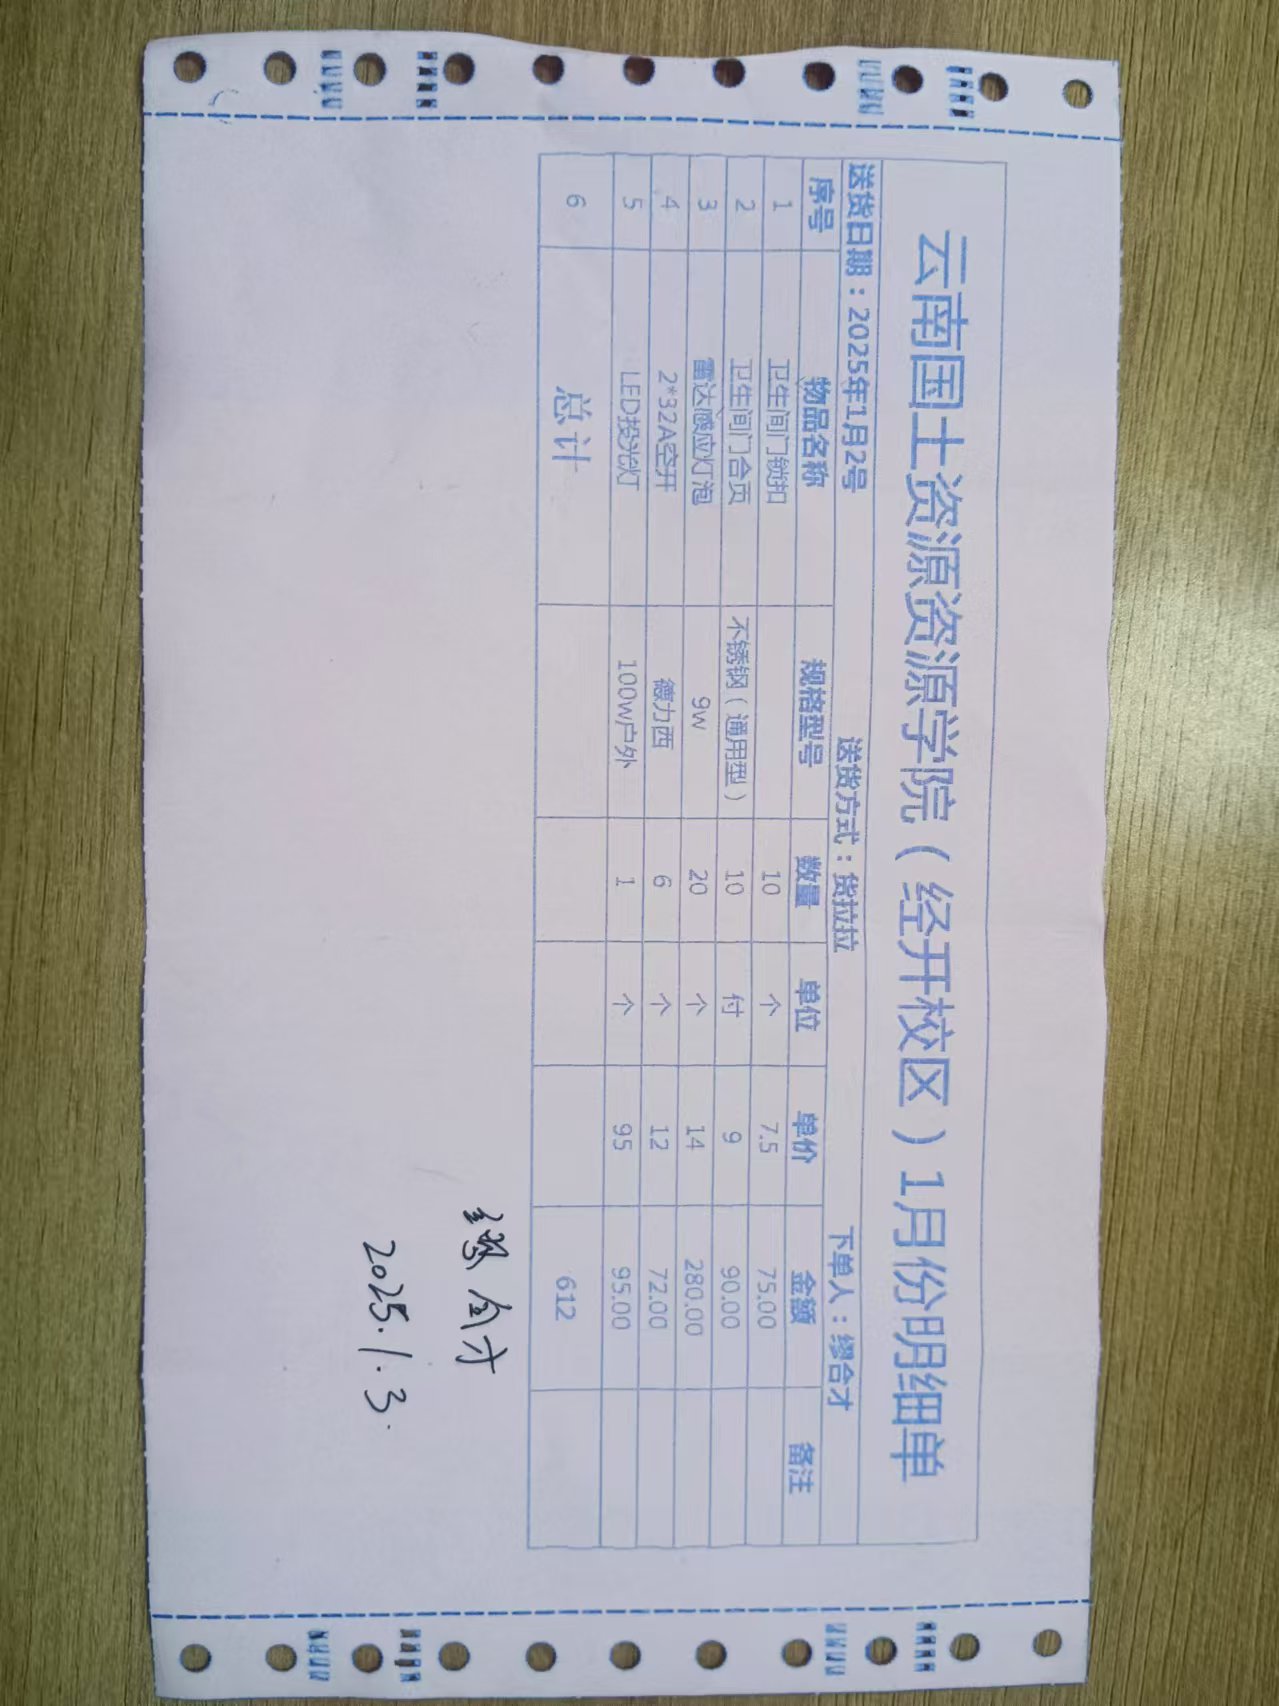 云南国土资源资源学院（经开校区）1月份明细单
送货日期：2025年1月2号 送货方式：货拉拉 下单人：缪合才
序号 物品名称 规格型号 数量 单位 单价 金额 备注
1 卫生间门锁扣 10 个 7.5 75.00
2 卫生间门合页 不锈钢（通用型） 10 付 9 90.00
3 雷达感应灯泡 9w 20 个 14 280.00
4 2*32A空开 德力西 6 个 12 72.00
5 LED投光灯 100w户外 1 个 95 95.00
6 总计 612
缪合才
2025.1.3.